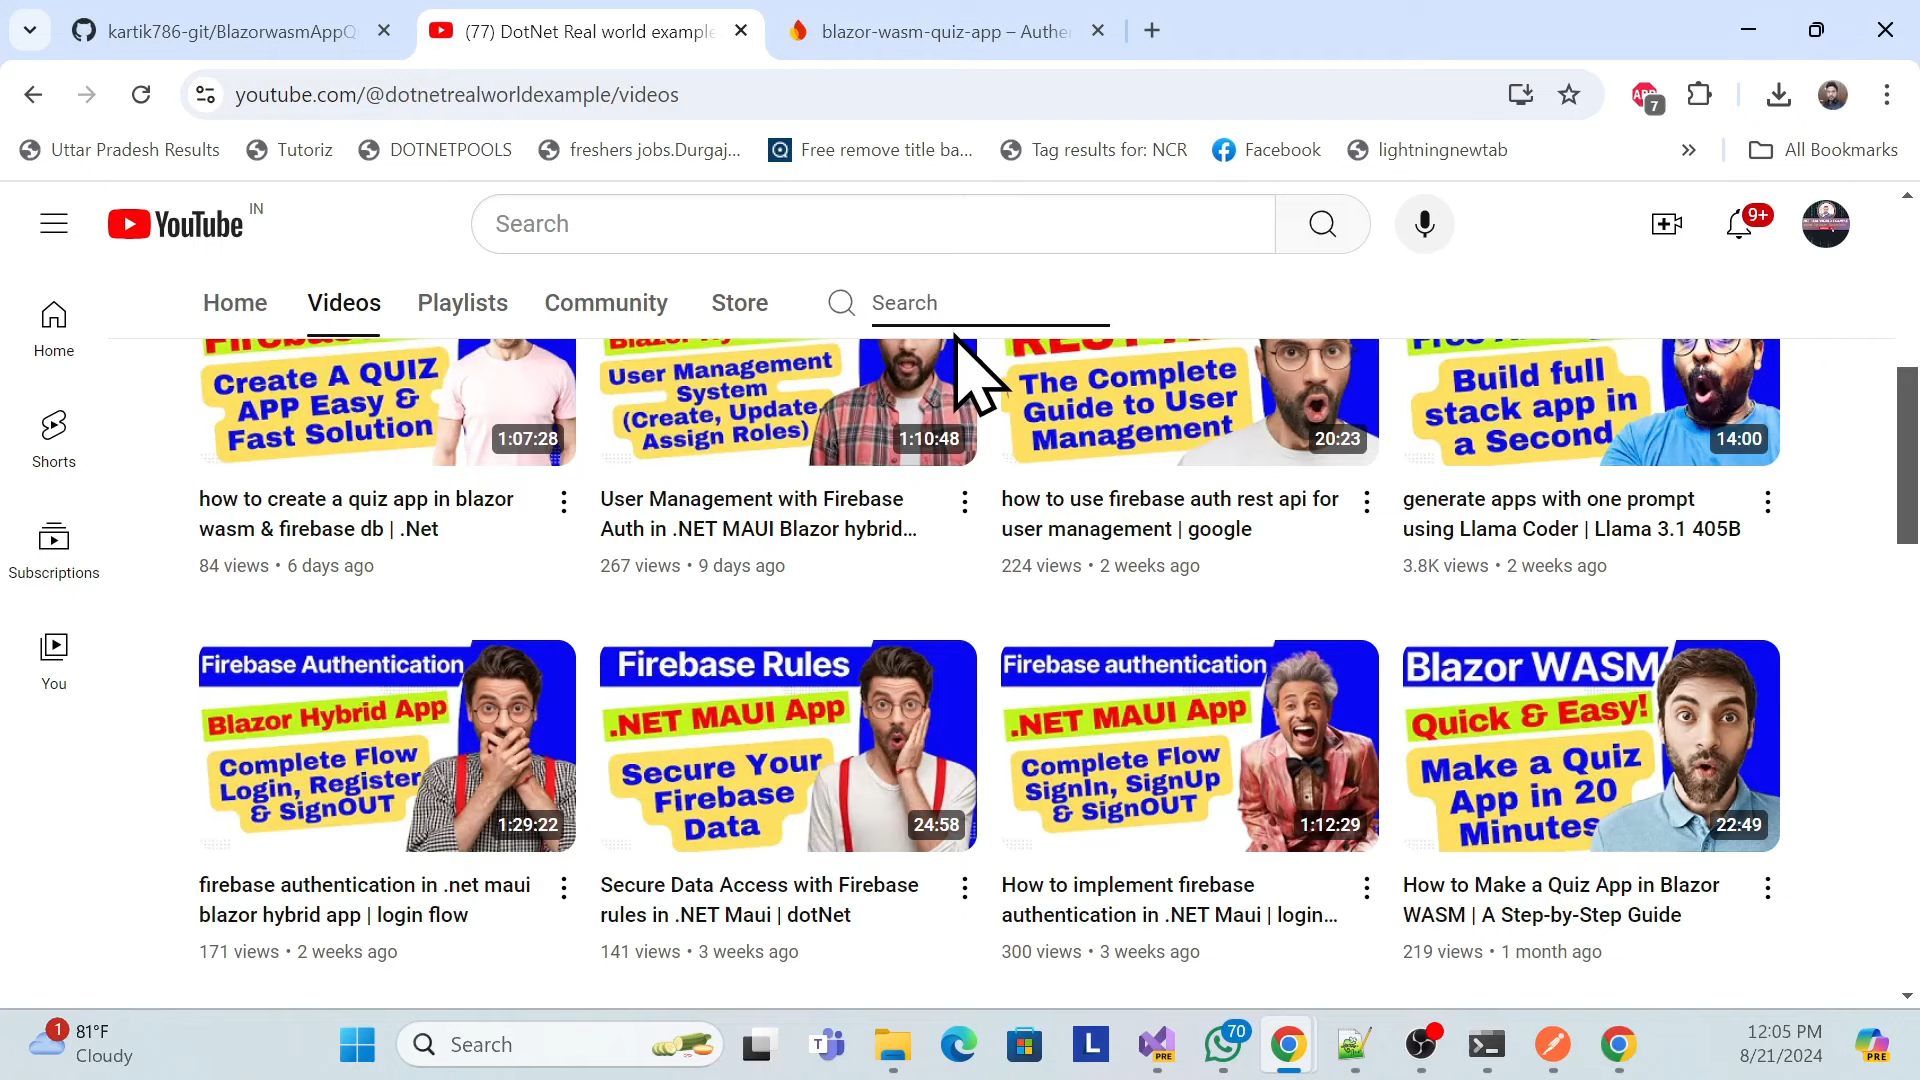 kartik786-git/BlazorwasmAppQ
(77) DotNet Real world example
blazor-wasm-quiz-app – Authe
youtube.com/@dotnetrealworldexample/videos
ABP
7
Uttar Pradesh Results
Tutoriz
DOTNETPOOLS
freshers jobs.Durgaj...
Free remove title ba...
Tag results for: NCR
Facebook
lightningnewtab
All Bookmarks
YouTube IN
Search
9+
Home
Videos
Playlists
Community
Store
Search
Home
Shorts
Subscriptions
You
Create A QUIZ
APP Easy &
Fast Solution
1:07:28
how to create a quiz app in blazor
wasm & firebase db | .Net
84 views • 6 days ago
User Management
System
(Create, Update,
Assign Roles)
1:10:48
User Management with Firebase
Auth in .NET MAUI Blazor hybrid...
267 views • 9 days ago
REST API
The Complete
Guide to User
Management
20:23
how to use firebase auth rest api for
user management | google
224 views • 2 weeks ago
Build full
stack app in
a Second
14:00
generate apps with one prompt
using Llama Coder | Llama 3.1 405B
3.8K views • 2 weeks ago
Firebase Authentication
Blazor Hybrid App
Complete Flow
Login, Register
& SignOUT
1:29:22
firebase authentication in .net maui
blazor hybrid app | login flow
171 views • 2 weeks ago
Firebase Rules
.NET MAUI App
Secure Your
Firebase
Data
24:58
Secure Data Access with Firebase
rules in .NET Maui | dotNet
141 views • 3 weeks ago
Firebase authentication
.NET MAUI App
Complete Flow
SignIn, SignUp
& SignOUT
1:12:29
How to implement firebase
authentication in .NET Maui | login...
300 views • 3 weeks ago
Blazor WASM
Quick & Easy!
Make a Quiz
App in 20
Minutes
22:49
How to Make a Quiz App in Blazor
WASM | A Step-by-Step Guide
219 views • 1 month ago
1
81°F
Cloudy
Search
L
PRE
70
12:05 PM
8/21/2024
PRE